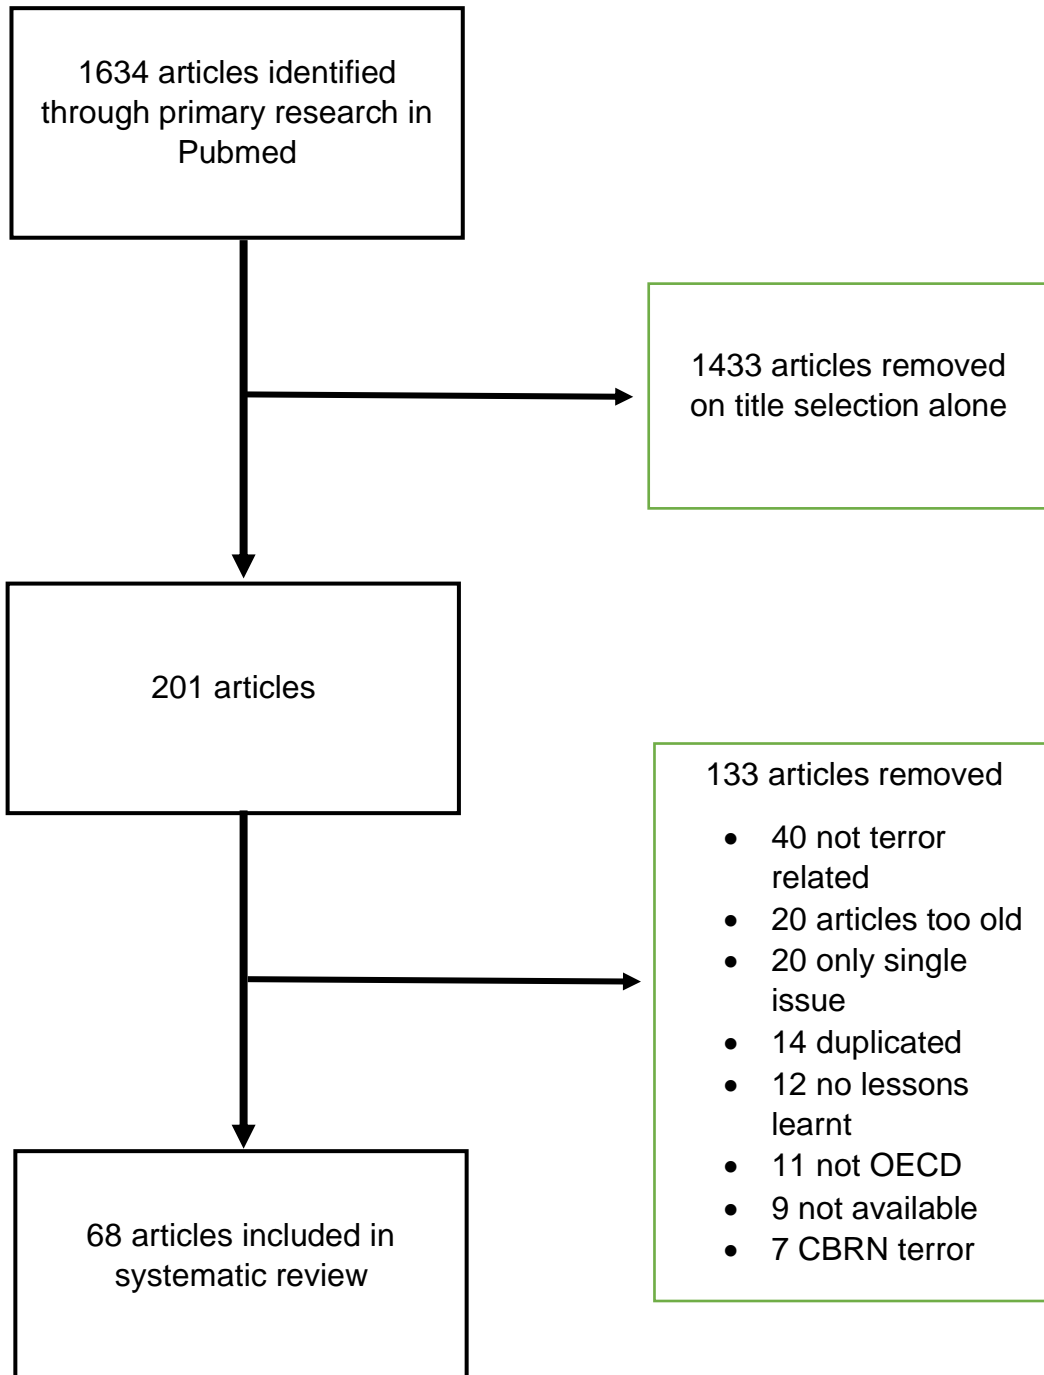 1634 articles identified
through primary research in
Pubmed
1433 articles removed
on title selection alone
201 articles
133 articles removed
• 40 not terror
related
• 20 articles too old
• 20 only single
issue
• 14 duplicated
• 12 no lessons
learnt
• 11 not OECD
• 9 not available
• 7 CBRN terror
68 articles included in
systematic review